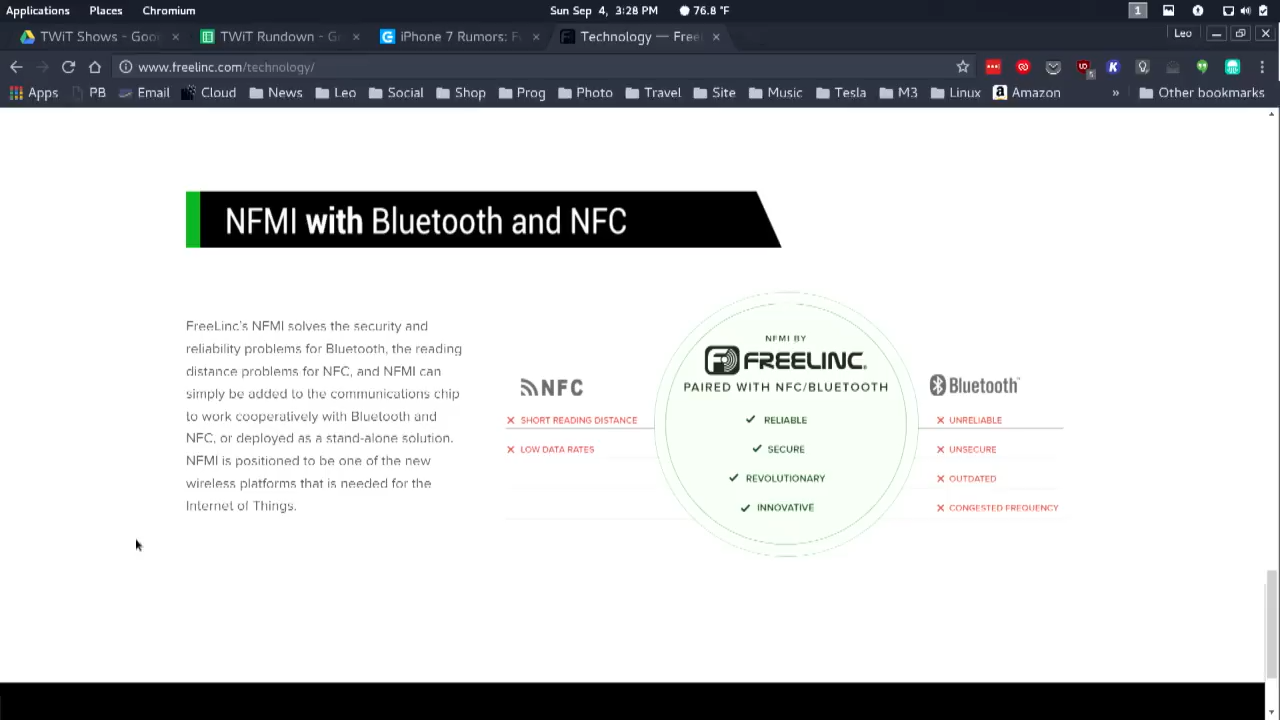 Applications Places Chromium Sun Sep 4, 3:28 PM 76.8 °F 1
TWiT Shows - Goo TWiT Rundown - G iPhone 7 Rumors: F Technology — Free Leo
www.freelinc.com/technology/
Apps PB Email Cloud News Leo Social Shop Prog Photo Travel Site Music Tesla M3 Linux Amazon » Other bookmarks
NFMI with Bluetooth and NFC
FreeLinc's NFMI solves the security and
reliability problems for Bluetooth, the reading
distance problems for NFC, and NFMI can
simply be added to the communications chip
to work cooperatively with Bluetooth and
NFC, or deployed as a stand-alone solution.
NFMI is positioned to be one of the new
wireless platforms that is needed for the
Internet of Things.
NFC
SHORT READING DISTANCE
LOW DATA RATES
NFMI BY
FREELINC.
PAIRED WITH NFC/BLUETOOTH
RELIABLE
SECURE
REVOLUTIONARY
INNOVATIVE
Bluetooth™
UNRELIABLE
UNSECURE
OUTDATED
CONGESTED FREQUENCY